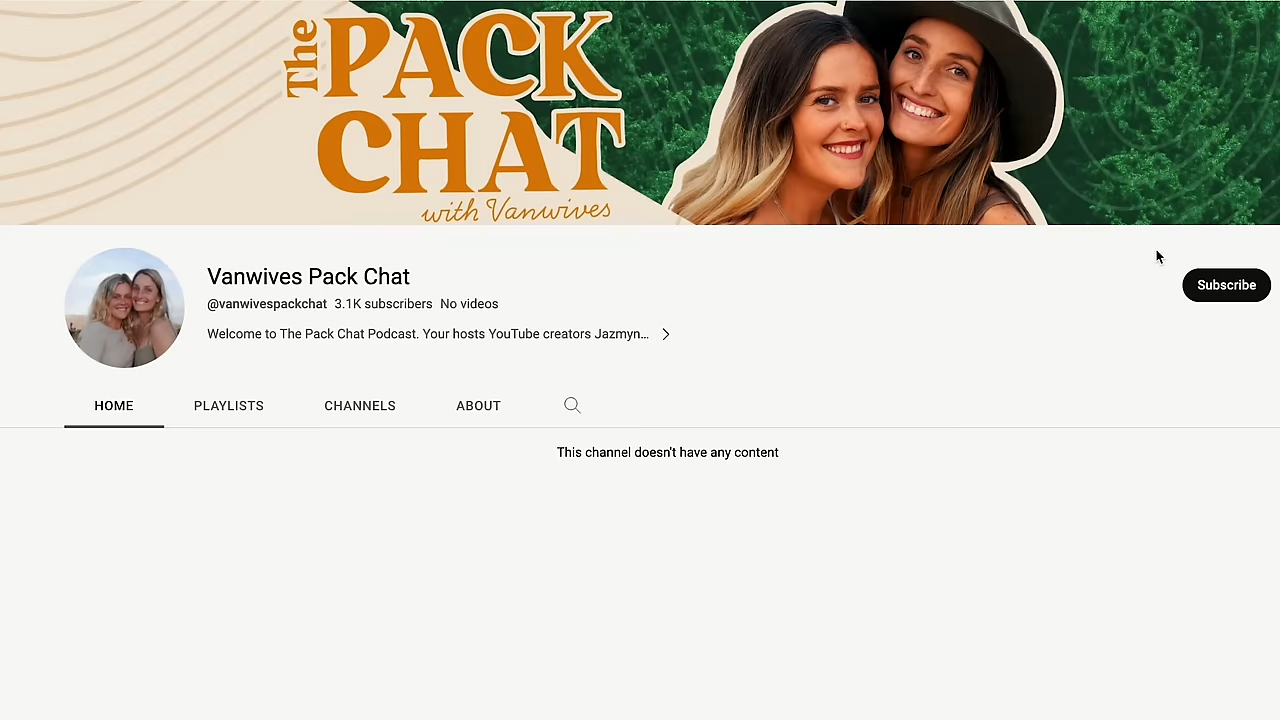 The PACK
CHAT
with Vanwives
Vanwives Pack Chat
@vanwivespackchat 3.1K subscribers No videos
Welcome to The Pack Chat Podcast. Your hosts YouTube creators Jazmyn...
Subscribe
HOME PLAYLISTS CHANNELS ABOUT
This channel doesn't have any content